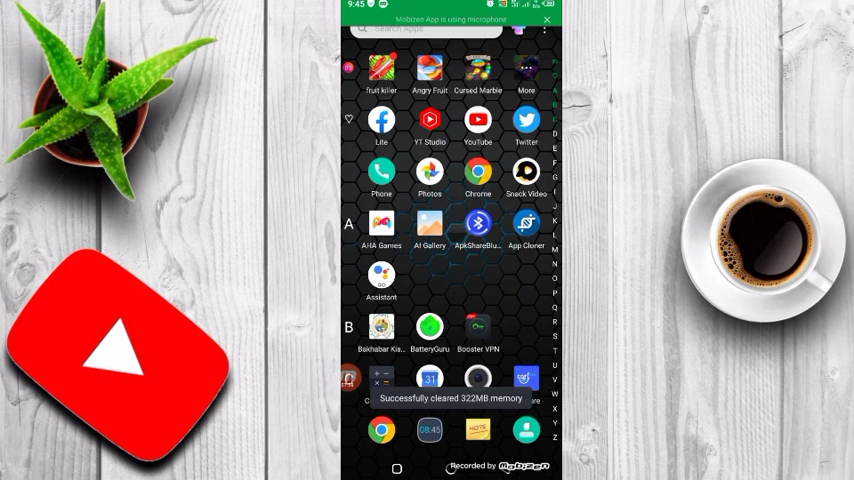 9:45
Mobizen App is using microphone
Search Apps
fruit killer Angry Fruit Cursed Marble More
Lite YT Studio YouTube Twitter
Phone Photos Chrome Snack Video
A
AHA Games AI Gallery ApkShareBlu... App Cloner
GO
Assistant
B
Bakhabar Kis... BatteryGuru Booster VPN
31
Successfully cleared 322MB memory
08:45 NOTE
Recorded by Mobizen
A
B
C
D
E
F
G
I
J
K
L
M
N
O
P
Q
R
S
T
U
V
W
X
Y
Z